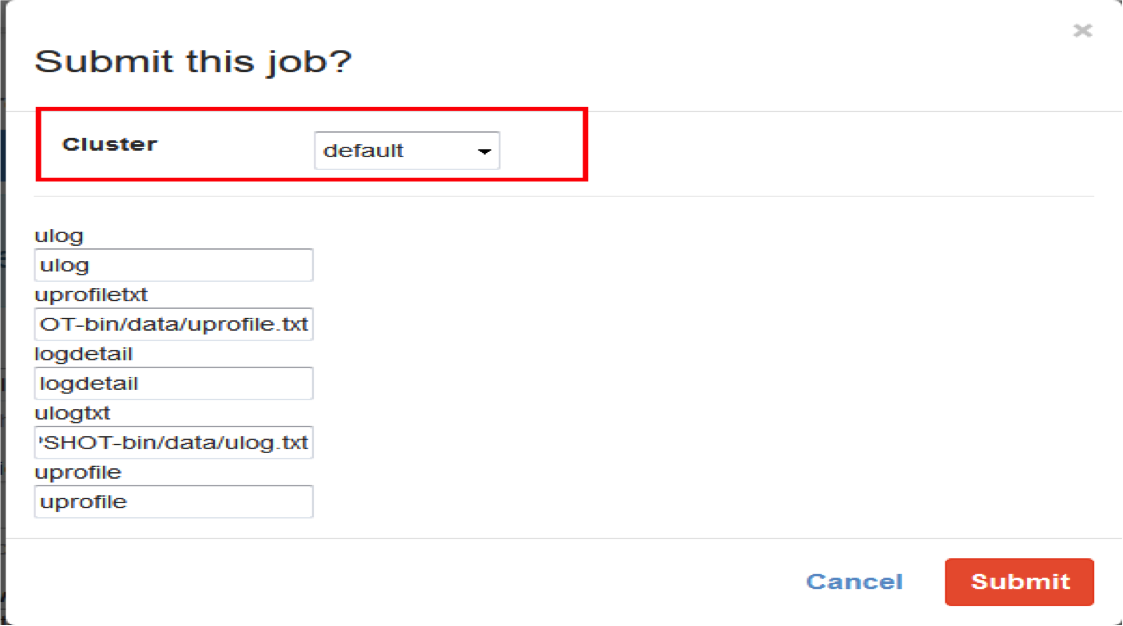 ×
Submit this job?
Cluster
default
ulog
ulog
uprofiletxt
OT-bin/data/uprofile.txt
logdetail
logdetail
ulogtxt
SHOT-bin/data/ulog.txt
uprofile
uprofile
Cancel
Submit